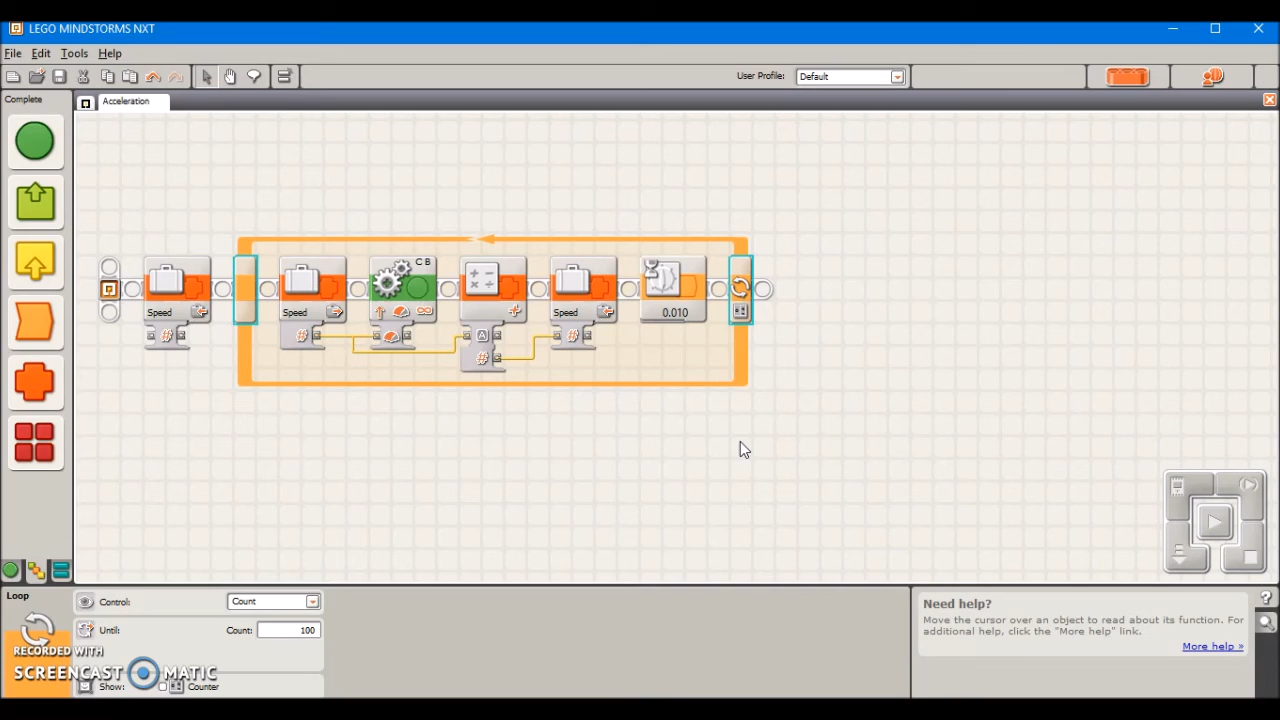 LEGO MINDSTORMS NXT
File Edit Tools Help
User Profile: Default
Complete
Acceleration
C B
Speed Speed Speed 0.010
# # A # #
Loop
Control: Count
Until: Count: 100
Show: Counter
RECORDED WITH
SCREENCAST MATIC
Need help?
Move the cursor over an object to read about its function. For
additional help, click the "More help" link.
More help »
?